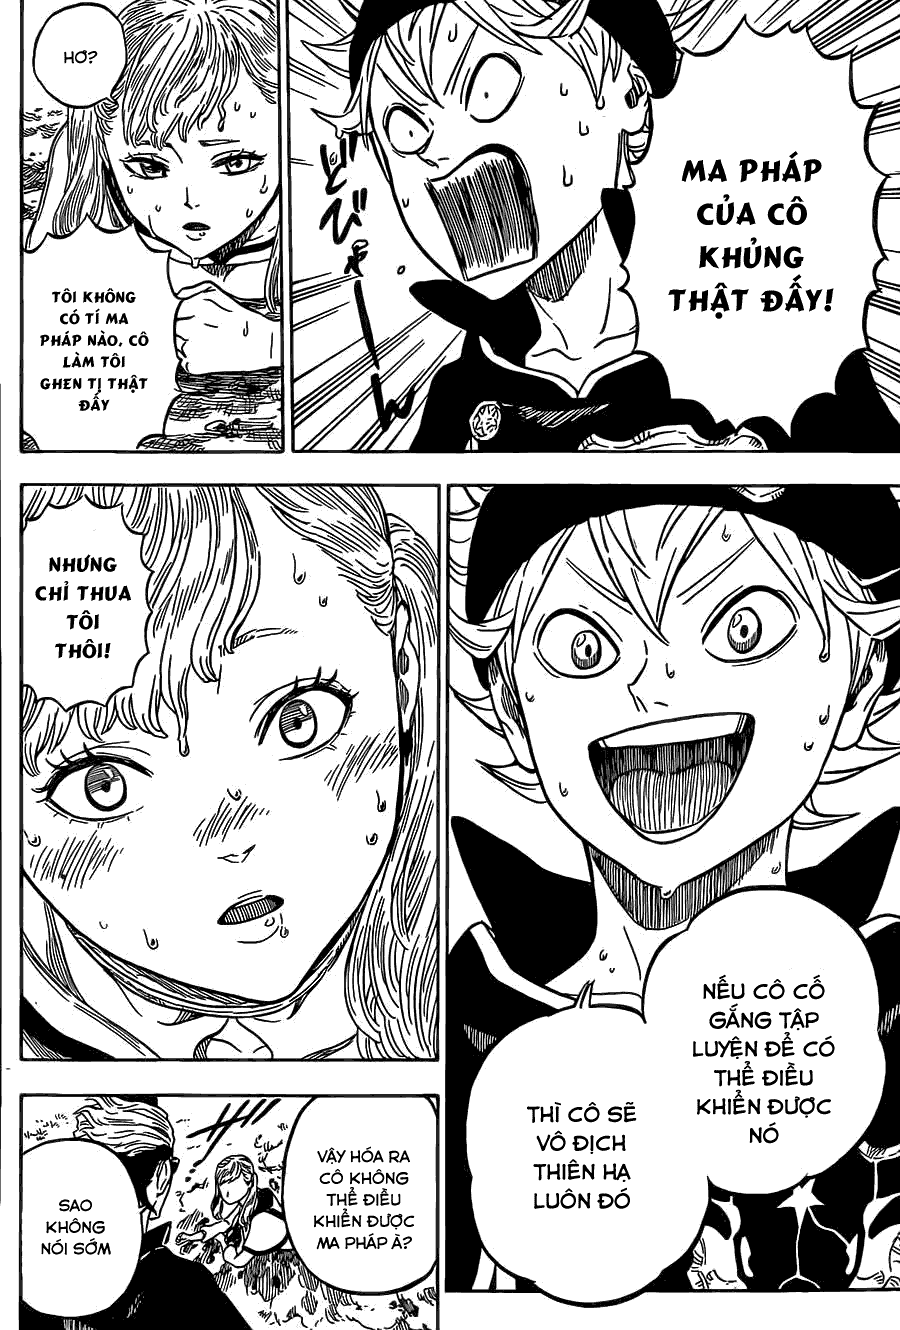 MA PHÁP
CỦA CÔ
KHỦNG
THẬT ĐẤY!
HƠ?
TÔI KHÔNG
CÓ TÍ MA
PHÁP NÀO, CÔ
LÀM TÔI
GHEN TỊ THẬT
ĐẤY
NẾU CÔ CỐ
GẮNG TẬP
LUYỆN ĐỂ CÓ
THỂ ĐIỀU
KHIỂN ĐƯỢC
NÓ
THÌ CÔ SẼ
VÔ ĐỊCH
THIÊN HẠ
LUÔN ĐÓ
NHƯNG
CHỈ THUA
TÔI
THÔI!
VẬY HÓA RA
CÔ KHÔNG
THỂ ĐIỀU
KHIỂN ĐƯỢC
MA PHÁP À?
SAO
KHÔNG
NÓI SỚM